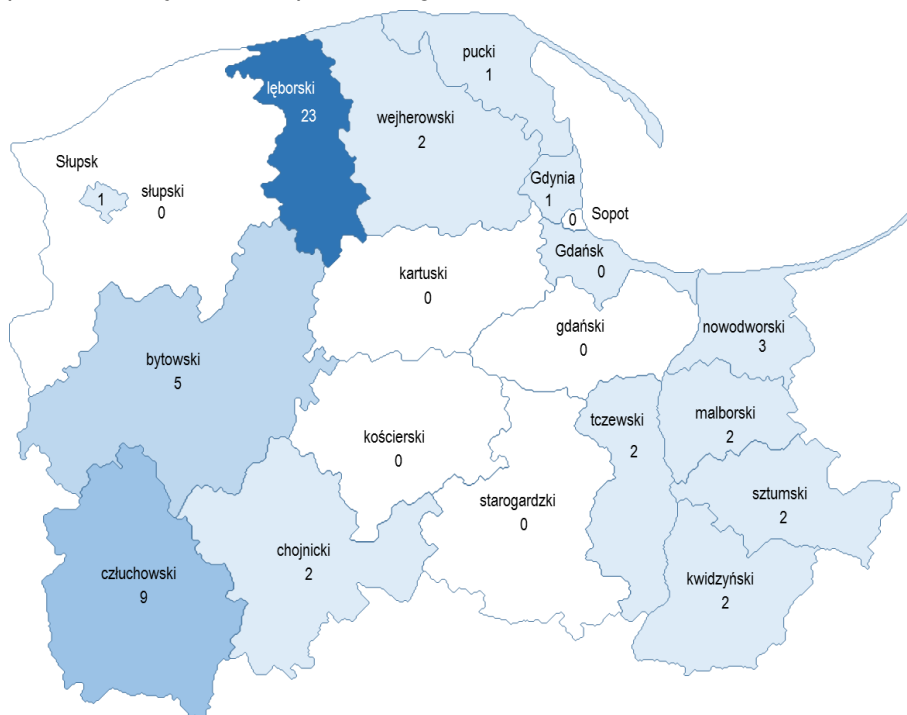 pucki
1
lęborski
23
wejherowski
2
Słupsk
1
słupski
0
Gdynia
1
0
Sopot
Gdańsk
0
kartuski
0
gdański
0
nowodworski
3
bytowski
5
tczewski
2
malborski
2
kościerski
0
starogardzki
0
sztumski
2
chojnicki
2
człuchowski
9
kwidzyński
2